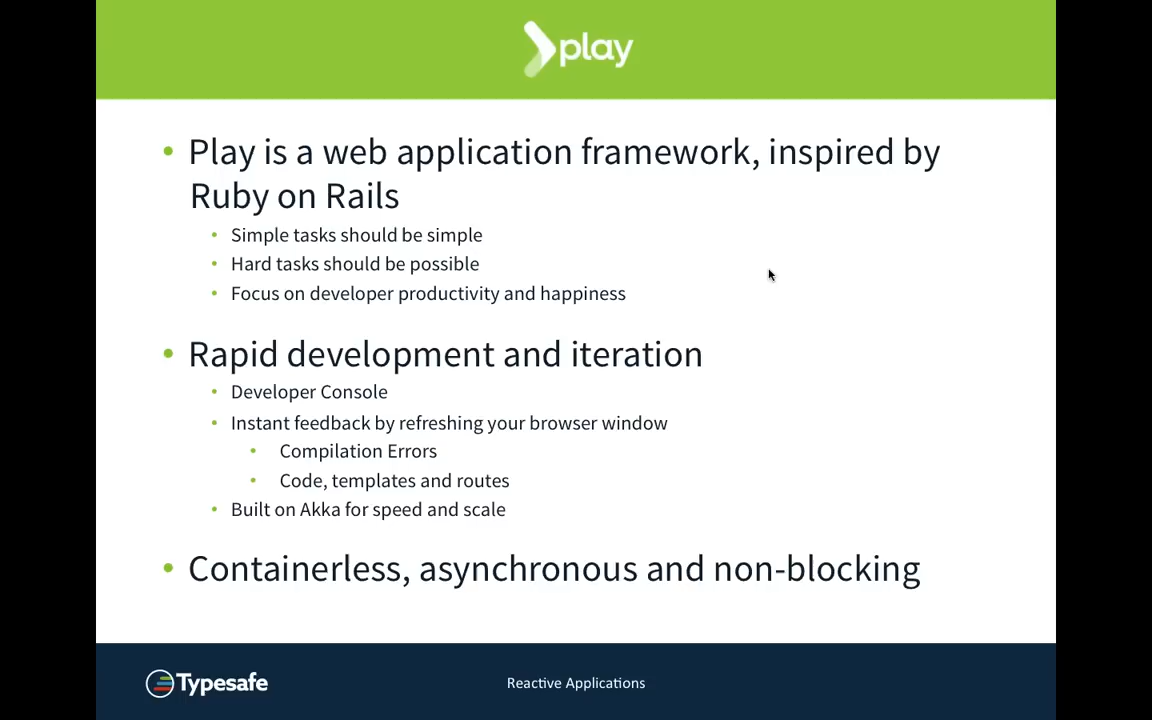 play
• Play is a web application framework, inspired by
Ruby on Rails
• Simple tasks should be simple
• Hard tasks should be possible
• Focus on developer productivity and happiness
• Rapid development and iteration
• Developer Console
• Instant feedback by refreshing your browser window
• Compilation Errors
• Code, templates and routes
• Built on Akka for speed and scale
• Containerless, asynchronous and non-blocking
Typesafe
Reactive Applications